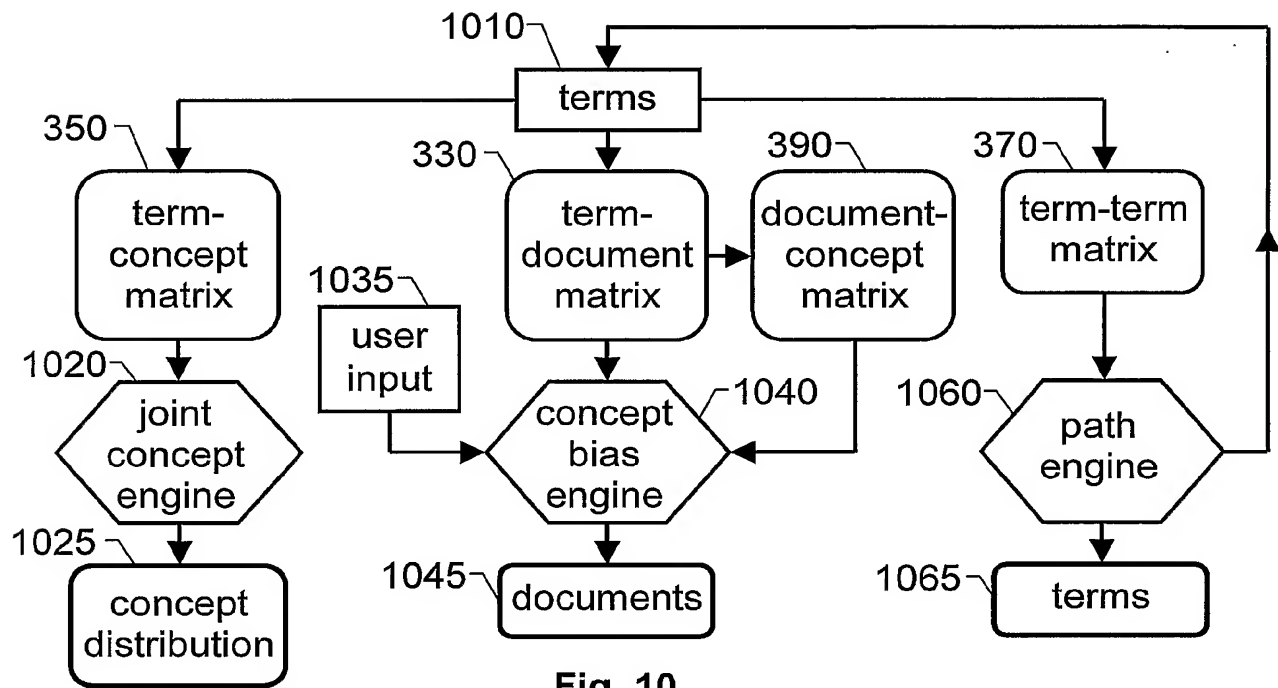 1010
terms
350
330
390
370
term-
concept
matrix
term-
document
matrix
document-
concept
matrix
term-term
matrix
1035
user
input
1020
joint
concept
engine
1040
concept
bias
engine
1060
path
engine
1025
concept
distribution
1045
documents
1065
terms
Fig. 10